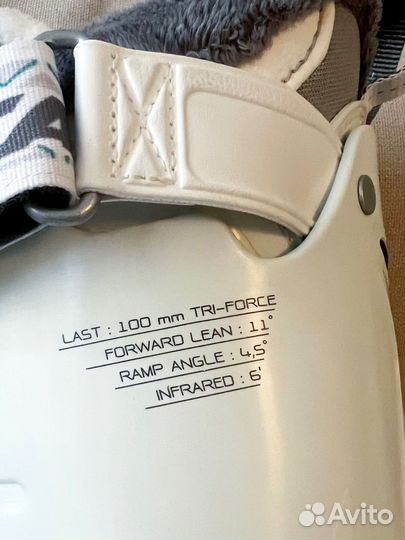 LAST : 100 mm TRI-FORCE
FORWARD LEAN : 11°
RAMP ANGLE : 4,5°
INFRARED : 6'
Avito